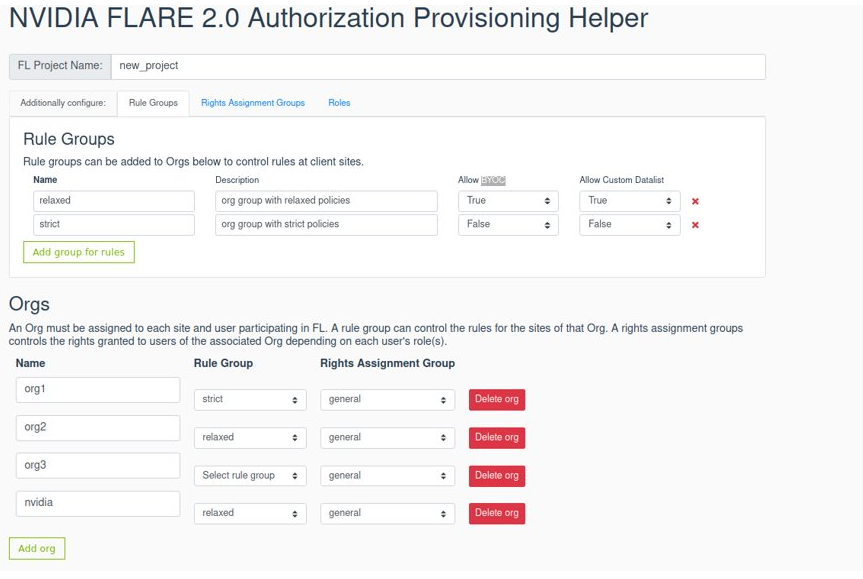 NVIDIA FLARE 2.0 Authorization Provisioning Helper
FL Project Name: new_project
Additionally configure: Rule Groups Rights Assignment Groups Roles
Rule Groups
Rule groups can be added to Orgs below to control rules at client sites.
Name Description Allow BYOC Allow Custom Datalist
relaxed org group with relaxed policies True True
strict org group with strict policies False False
Add group for rules
Orgs
An Org must be assigned to each site and user participating in FL. A rule group can control the rules for the sites of that Org. A rights assignment groups
controls the rights granted to users of the associated Org depending on each user's role(s).
Name Rule Group Rights Assignment Group
org1 strict general Delete org
org2 relaxed general Delete org
org3 Select rule group general Delete org
nvidia relaxed general Delete org
Add org